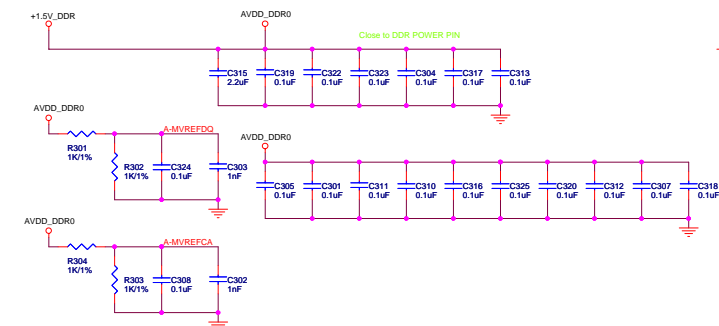 +1.5V_DDR
AVDD_DDR0
Close to DDR POWER PIN
C315
2.2uF
C319
0.1uF
C322
0.1uF
C323
0.1uF
C304
0.1uF
C317
0.1uF
C313
0.1uF
AVDD_DDR0
A-MVREFDQ
R301
1K/1%
R302
1K/1%
C324
0.1uF
C303
1nF
AVDD_DDR0
C305
0.1uF
C301
0.1uF
C311
0.1uF
C310
0.1uF
C316
0.1uF
C325
0.1uF
C320
0.1uF
C312
0.1uF
C307
0.1uF
C318
0.1uF
AVDD_DDR0
A-MVREFCA
R304
1K/1%
R303
1K/1%
C308
0.1uF
C302
1nF